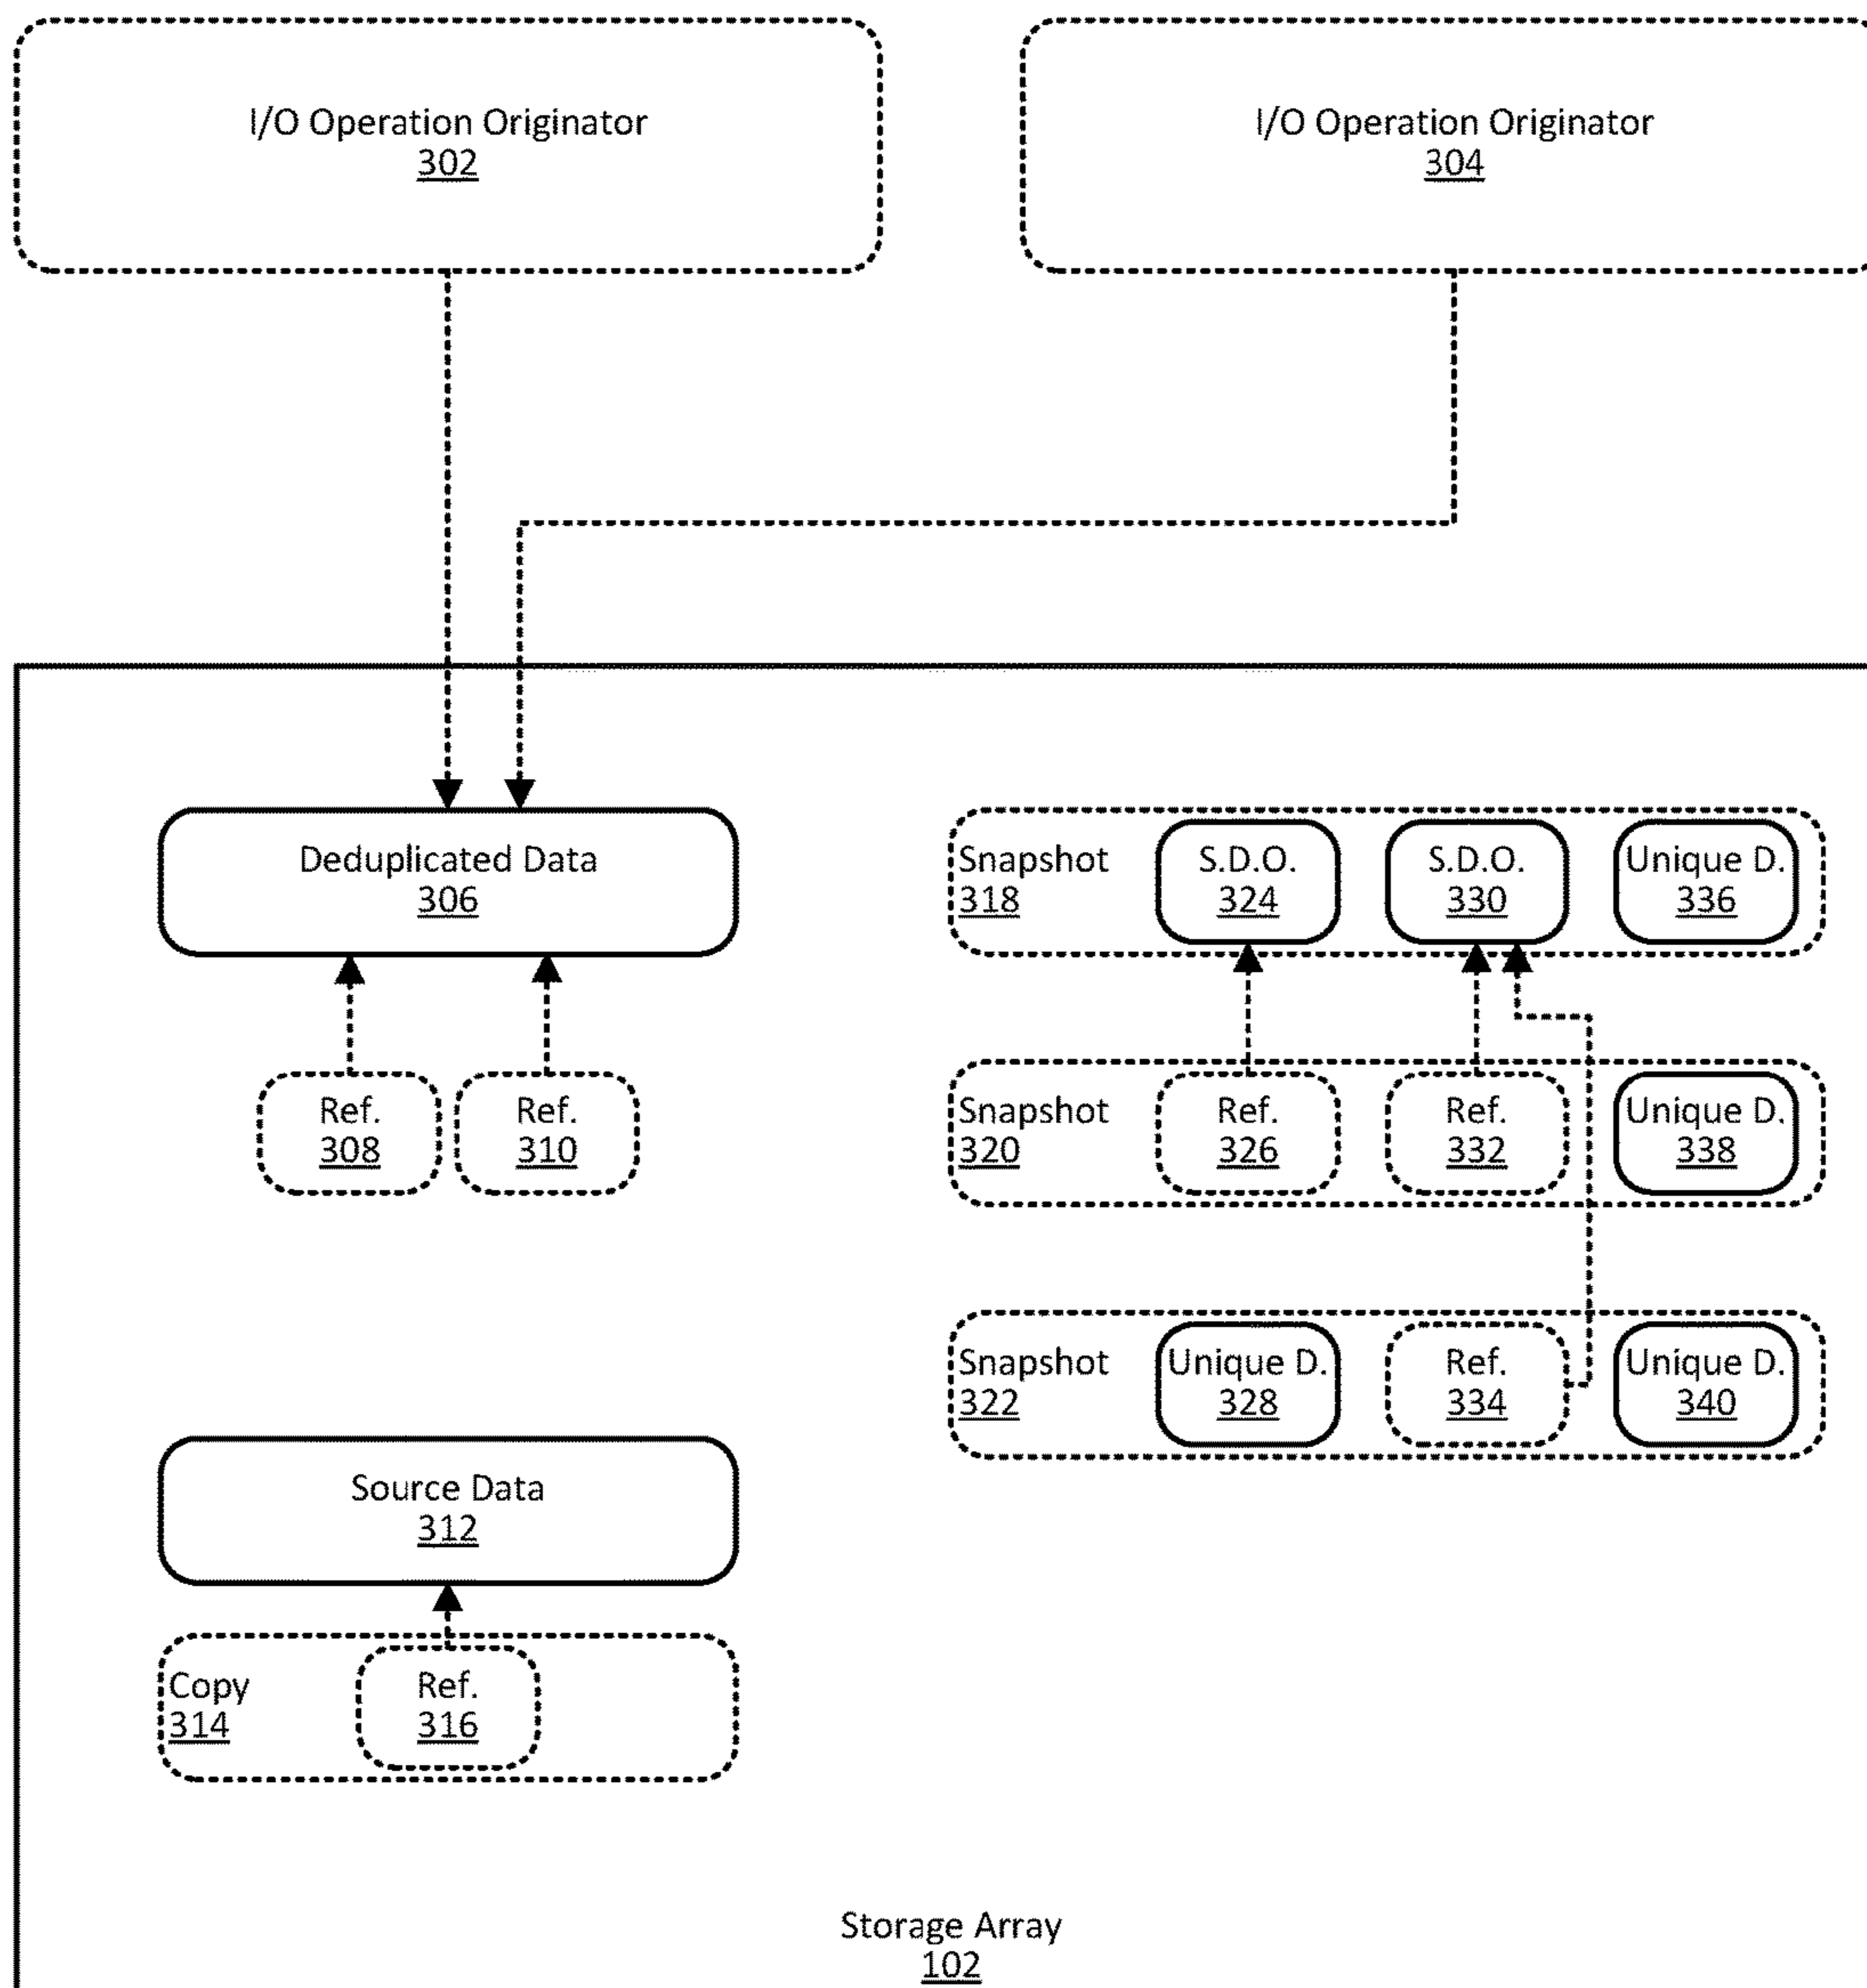 I/O Operation Originator
302
I/O Operation Originator
304
Deduplicated Data
306
Snapshot
318
S.D.O.
324
S.D.O.
330
Unique D.
336
Ref.
308
Ref.
310
Snapshot
320
Ref.
326
Ref.
332
Unique D.
338
Snapshot
322
Unique D.
328
Ref.
334
Unique D.
340
Source Data
312
Copy
314
Ref.
316
Storage Array
102